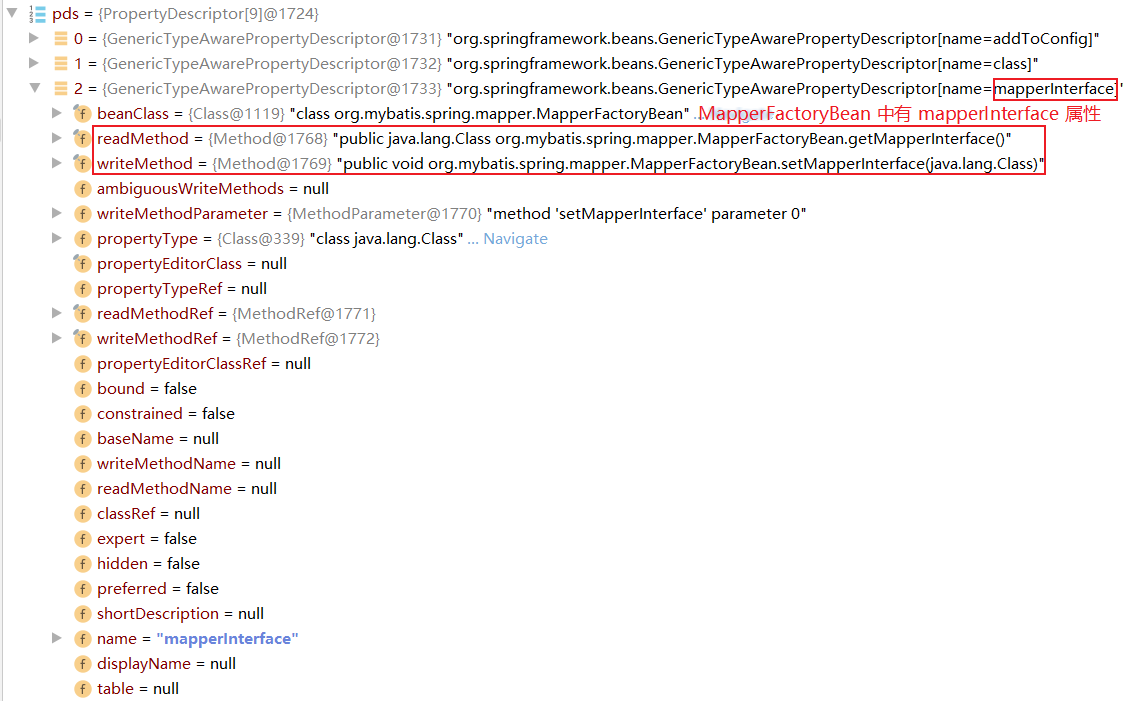 pds = {PropertyDescriptor[9]@1724}
0 = {GenericTypeAwarePropertyDescriptor@1731} "org.springframework.beans.GenericTypeAwarePropertyDescriptor[name=addToConfig]"
1 = {GenericTypeAwarePropertyDescriptor@1732} "org.springframework.beans.GenericTypeAwarePropertyDescriptor[name=class]"
2 = {GenericTypeAwarePropertyDescriptor@1733} "org.springframework.beans.GenericTypeAwarePropertyDescriptor[name=mapperInterface]"
beanClass = {Class@1119} "class org.mybatis.spring.mapper.MapperFactoryBean" ... MapperFactoryBean 中有 mapperInterface 属性
readMethod = {Method@1768} "public java.lang.Class org.mybatis.spring.mapper.MapperFactoryBean.getMapperInterface()"
writeMethod = {Method@1769} "public void org.mybatis.spring.mapper.MapperFactoryBean.setMapperInterface(java.lang.Class)"
ambiguousWriteMethods = null
writeMethodParameter = {MethodParameter@1770} "method 'setMapperInterface' parameter 0"
propertyType = {Class@339} "class java.lang.Class" ... Navigate
propertyEditorClass = null
propertyTypeRef = null
readMethodRef = {MethodRef@1771}
writeMethodRef = {MethodRef@1772}
propertyEditorClassRef = null
bound = false
constrained = false
baseName = null
writeMethodName = null
readMethodName = null
classRef = null
expert = false
hidden = false
preferred = false
shortDescription = null
name = "mapperInterface"
displayName = null
table = null